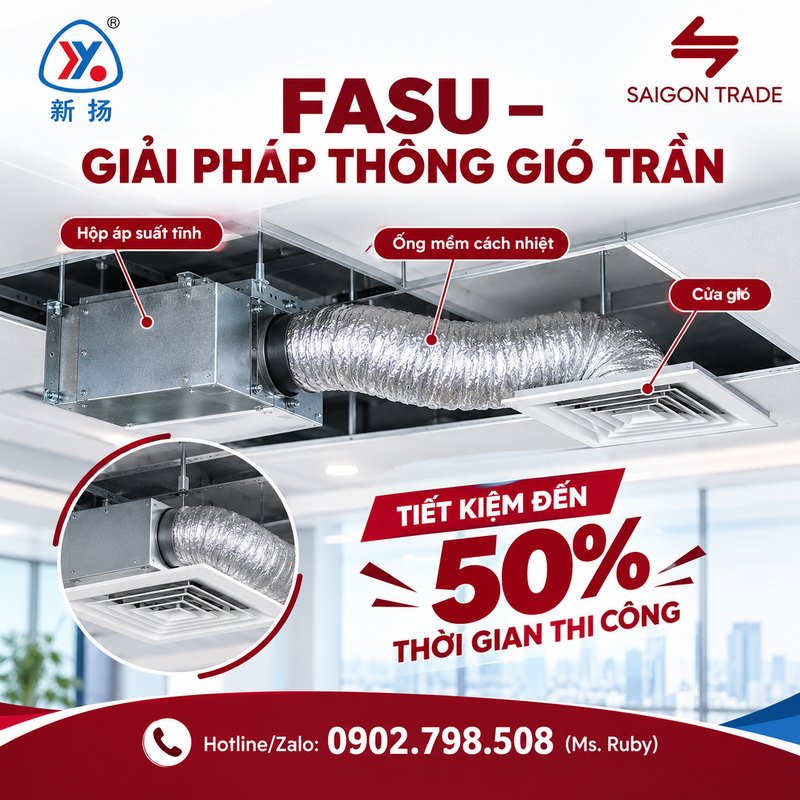 ®
新扬
SAIGON TRADE
FASU –
GIẢI PHÁP THÔNG GIÓ TRẦN
Hộp áp suất tĩnh
Ống mềm cách nhiệt
Cửa gió
TIẾT KIỆM ĐẾN
50%
THỜI GIAN THI CÔNG
Hotline/Zalo: 0902.798.508 (Ms. Ruby)